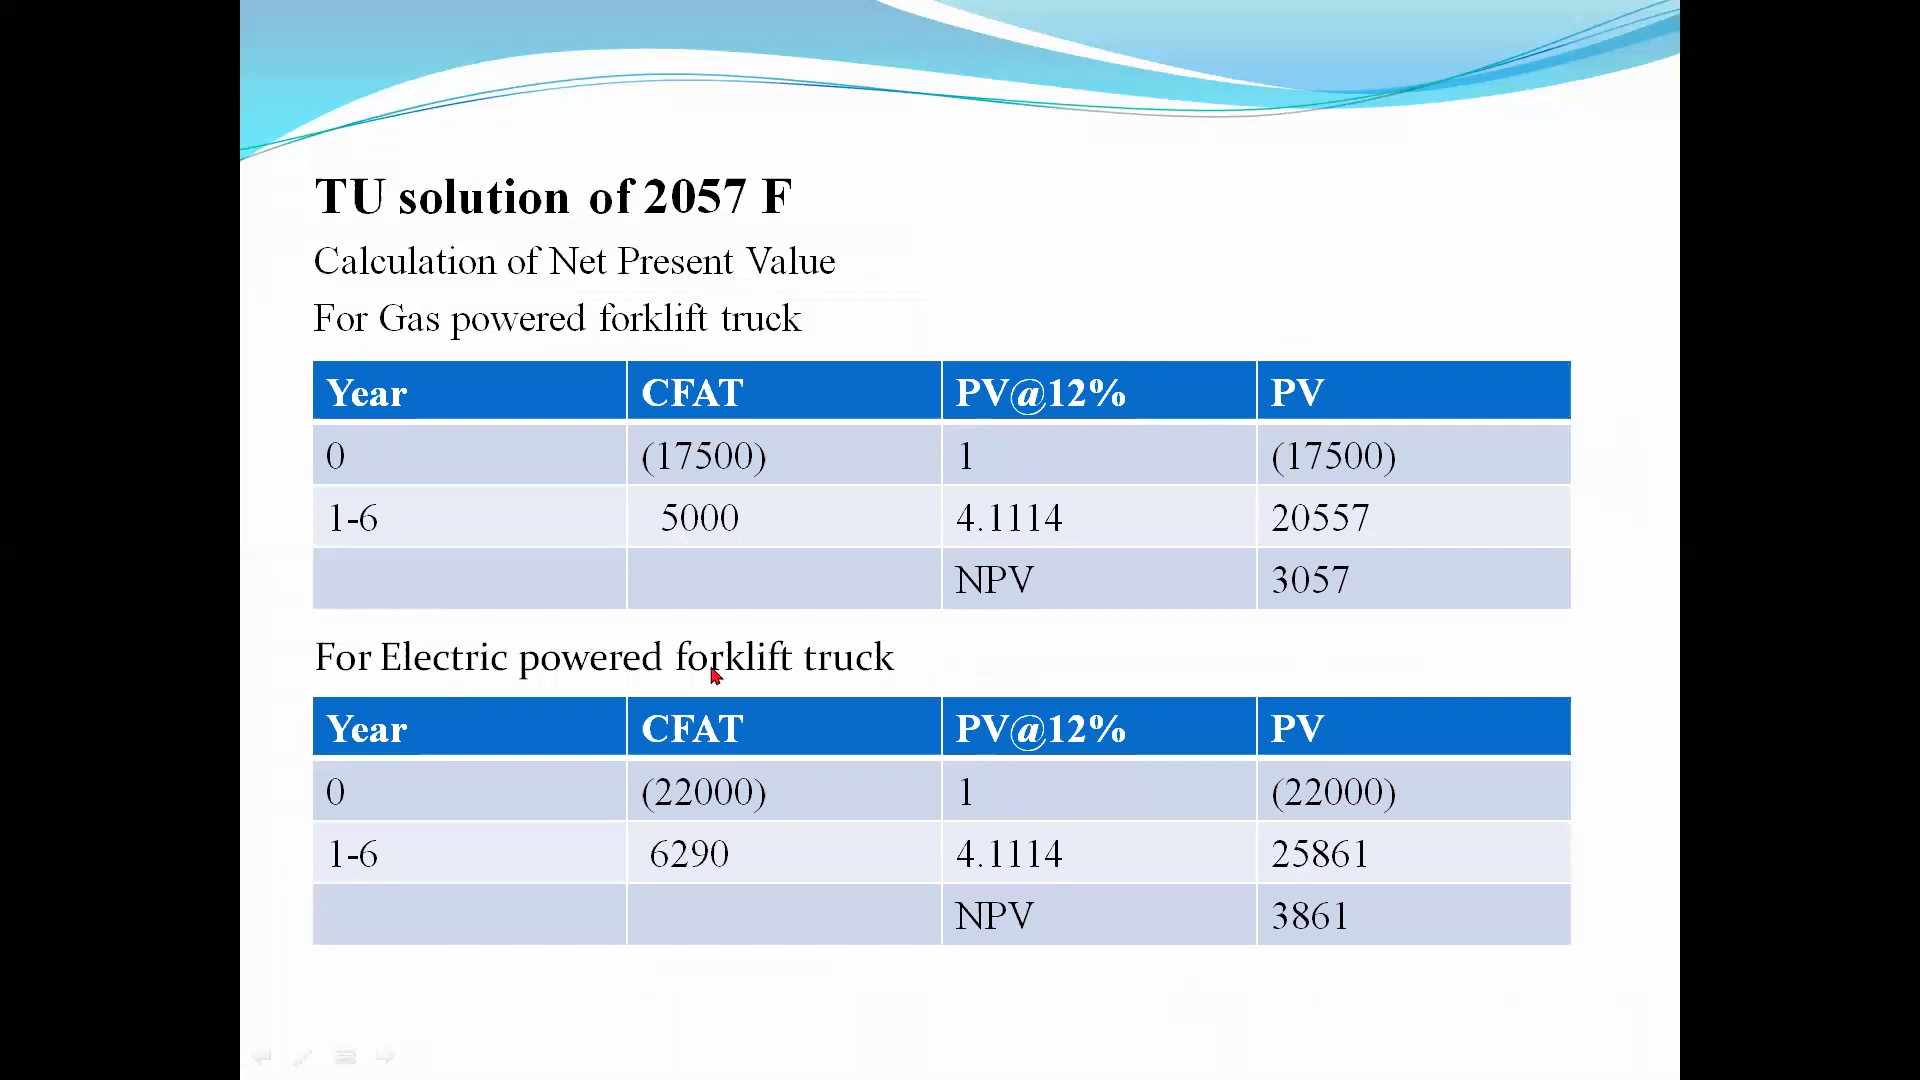 TU solution of 2057 F
Calculation of Net Present Value
For Gas powered forklift truck
Year CFAT PV@12% PV
0 (17500) 1 (17500)
1-6 5000 4.1114 20557
NPV 3057
For Electric powered forklift truck
Year CFAT PV@12% PV
0 (22000) 1 (22000)
1-6 6290 4.1114 25861
NPV 3861